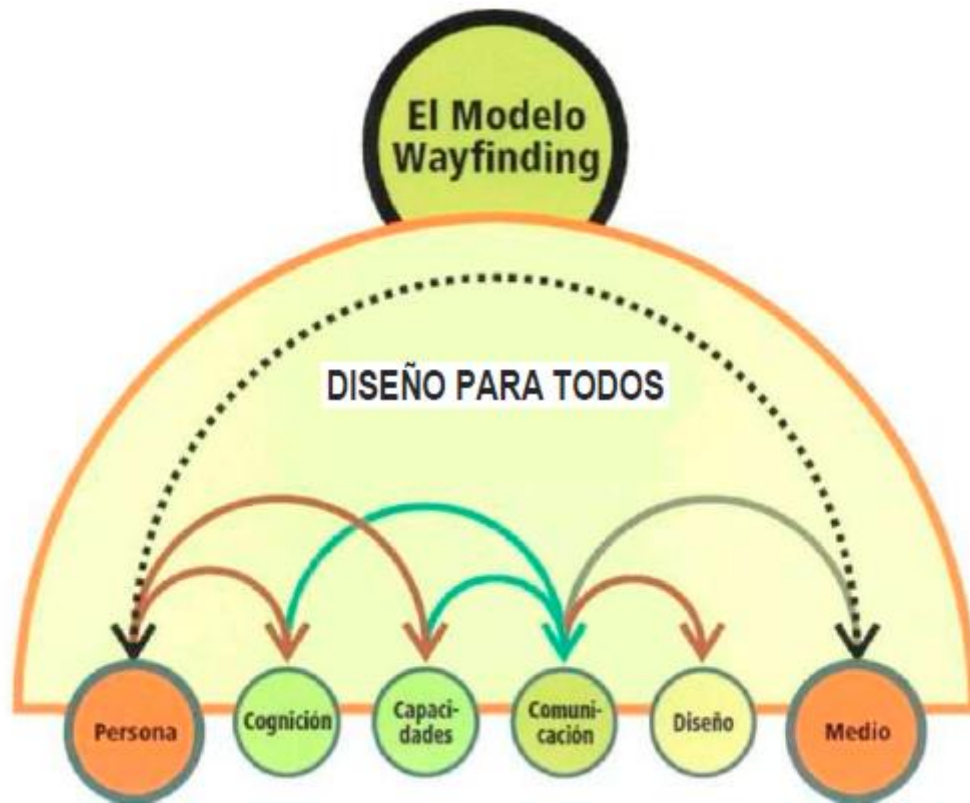 El Modelo
Wayfinding
DISEÑO PARA TODOS
Persona
Cognición
Capaci-
dades
Comuni-
cación
Diseño
Medio